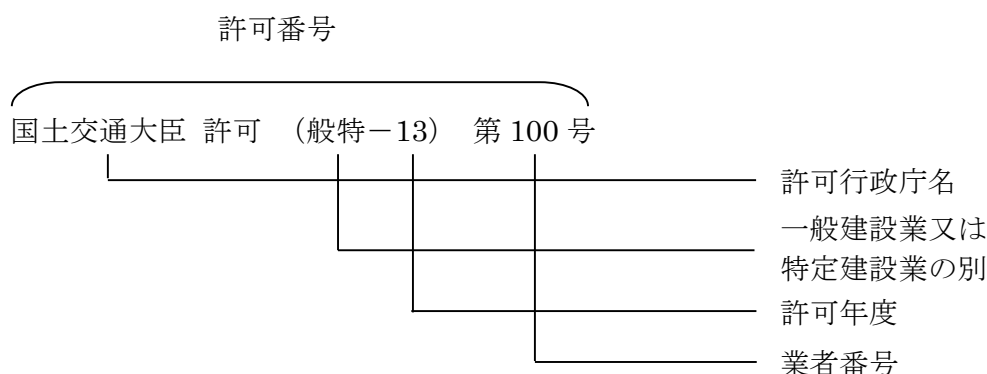 許可番号
国土交通大臣 許可 （般特－13） 第 100 号
許可行政庁名
一般建設業又は
特定建設業の別
許可年度
業者番号